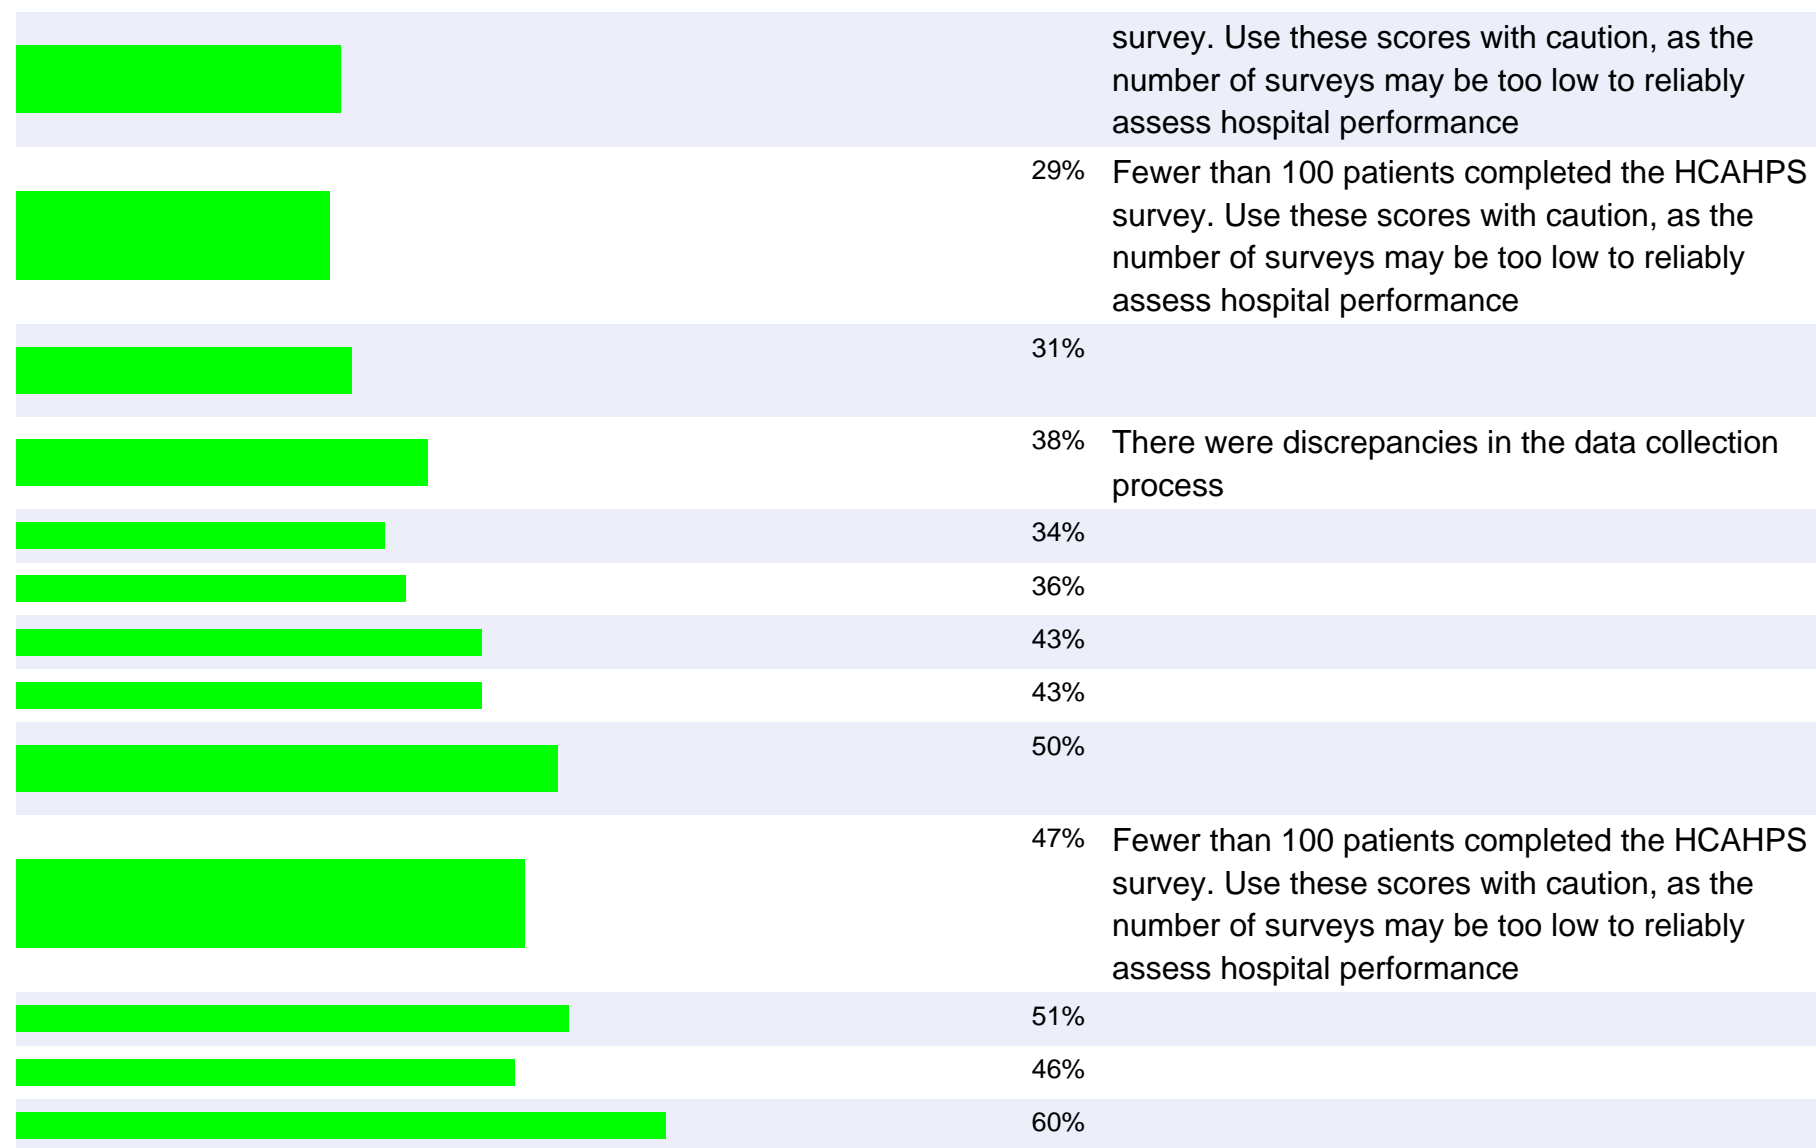 survey. Use these scores with caution, as the
number of surveys may be too low to reliably
assess hospital performance
29% Fewer than 100 patients completed the HCAHPS
survey. Use these scores with caution, as the
number of surveys may be too low to reliably
assess hospital performance
31%
38% There were discrepancies in the data collection
process
34%
36%
43%
43%
50%
47% Fewer than 100 patients completed the HCAHPS
survey. Use these scores with caution, as the
number of surveys may be too low to reliably
assess hospital performance
51%
46%
60%